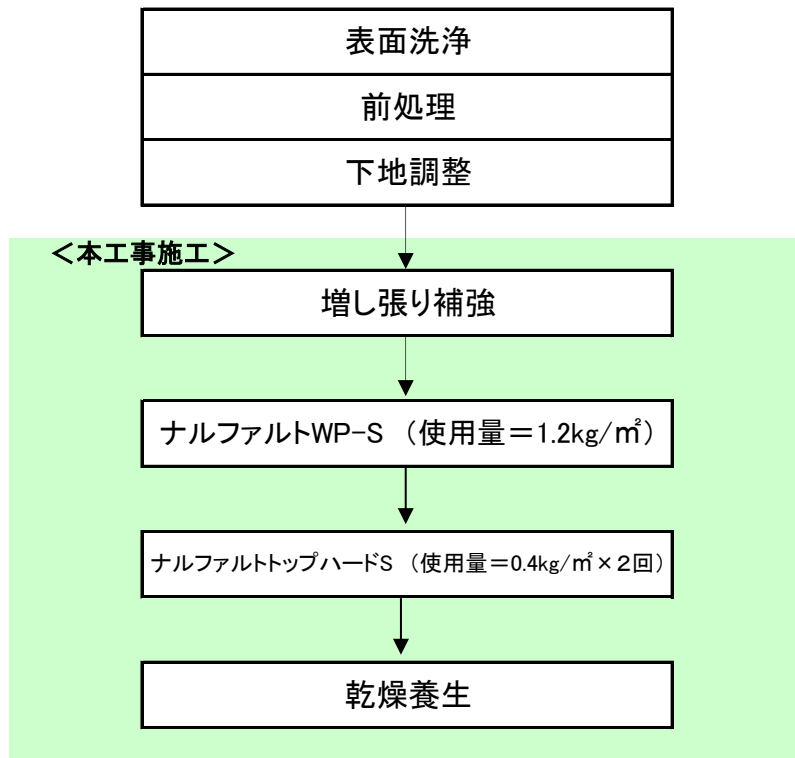 表面洗浄
前処理
下地調整
＜本工事施工＞
増し張り補強
ナルファルトWP-S （使用量＝1.2kg/㎡）
ナルファルトトップハードS （使用量＝0.4kg/㎡×２回）
乾燥養生